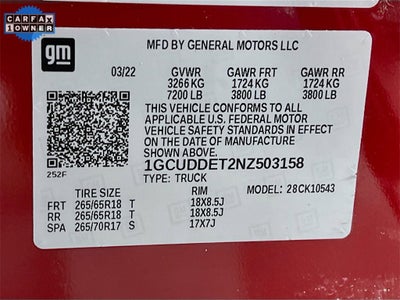 CARFAX
1 OWNER
gm
MFD BY GENERAL MOTORS LLC
03/22 GVWR GAWR FRT GAWR RR
3266 KG 1724 KG 1724 KG
7200 LB 3800 LB 3800 LB
THIS VEHICLE CONFORMS TO ALL
APPLICABLE U.S. FEDERAL MOTOR
VEHICLE SAFETY STANDARDS IN EFFECT ON
THE DATE OF MANUFACTURE SHOWN ABOVE.
1GCUDDET2NZ503158
TYPE: TRUCK
252F
TIRE SIZE RIM MODEL: 28CK10543
FRT 265/65R18 T 18X8.5J
RR 265/65R18 T 18X8.5J
SPA 265/70R17 S 17X7J